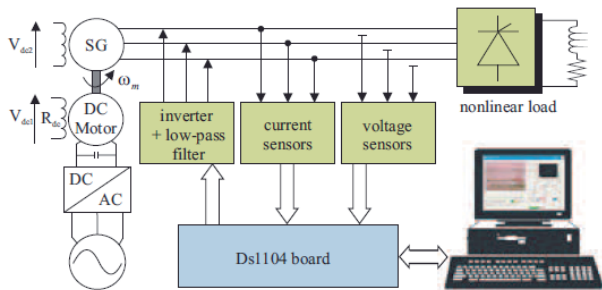 V_dc2
SG
ω_m
V_dc1
R_dc
DC
Motor
DC
AC
inverter
+ low-pass
filter
current
sensors
voltage
sensors
nonlinear load
Ds1104 board